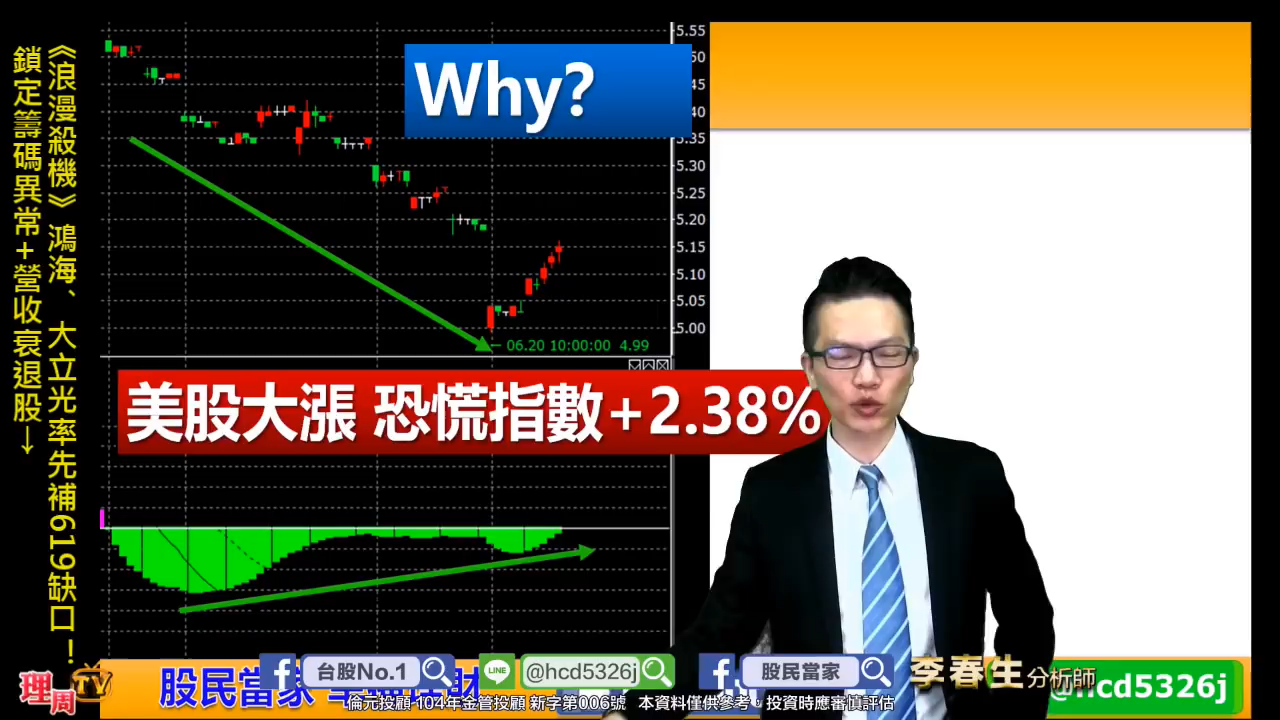 《浪漫殺機》鴻海、大立光率先補619缺口！
鎖定籌碼異常+營收衰退股↓
Why?
5.55
50
45
40
5.35
5.30
5.25
5.20
5.15
5.10
5.05
5.00
06.20 10:00:00 4.99
美股大漲 恐慌指數+2.38%
理周TV
股民當家
台股No.1
LINE
@hcd5326j
股民當家
李春生分析師
@hcd5326j
倫元投顧 104年金管投顧 新字第006號 本資料僅供參考，投資時應審慎評估